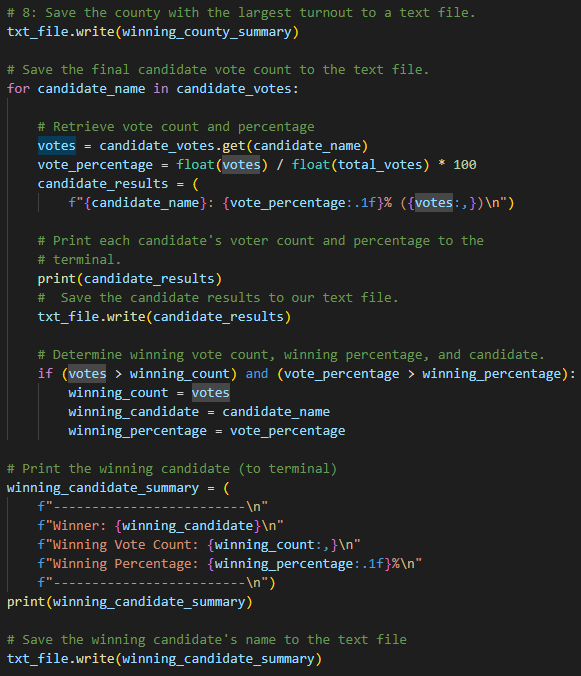 # 8: Save the county with the largest turnout to a text file.
txt_file.write(winning_county_summary)
# Save the final candidate vote count to the text file.
for candidate_name in candidate_votes:
# Retrieve vote count and percentage
votes = candidate_votes.get(candidate_name)
vote_percentage = float(votes) / float(total_votes) * 100
candidate_results = (
f"{candidate_name}: {vote_percentage:.1f}% ({votes:,})\n")
# Print each candidate's voter count and percentage to the
# terminal.
print(candidate_results)
#  Save the candidate results to our text file.
txt_file.write(candidate_results)
# Determine winning vote count, winning percentage, and candidate.
if (votes > winning_count) and (vote_percentage > winning_percentage):
winning_count = votes
winning_candidate = candidate_name
winning_percentage = vote_percentage
# Print the winning candidate (to terminal)
winning_candidate_summary = (
f"-------------------------\n"
f"Winner: {winning_candidate}\n"
f"Winning Vote Count: {winning_count:,}\n"
f"Winning Percentage: {winning_percentage:.1f}%\n"
f"-------------------------\n")
print(winning_candidate_summary)
# Save the winning candidate's name to the text file
txt_file.write(winning_candidate_summary)